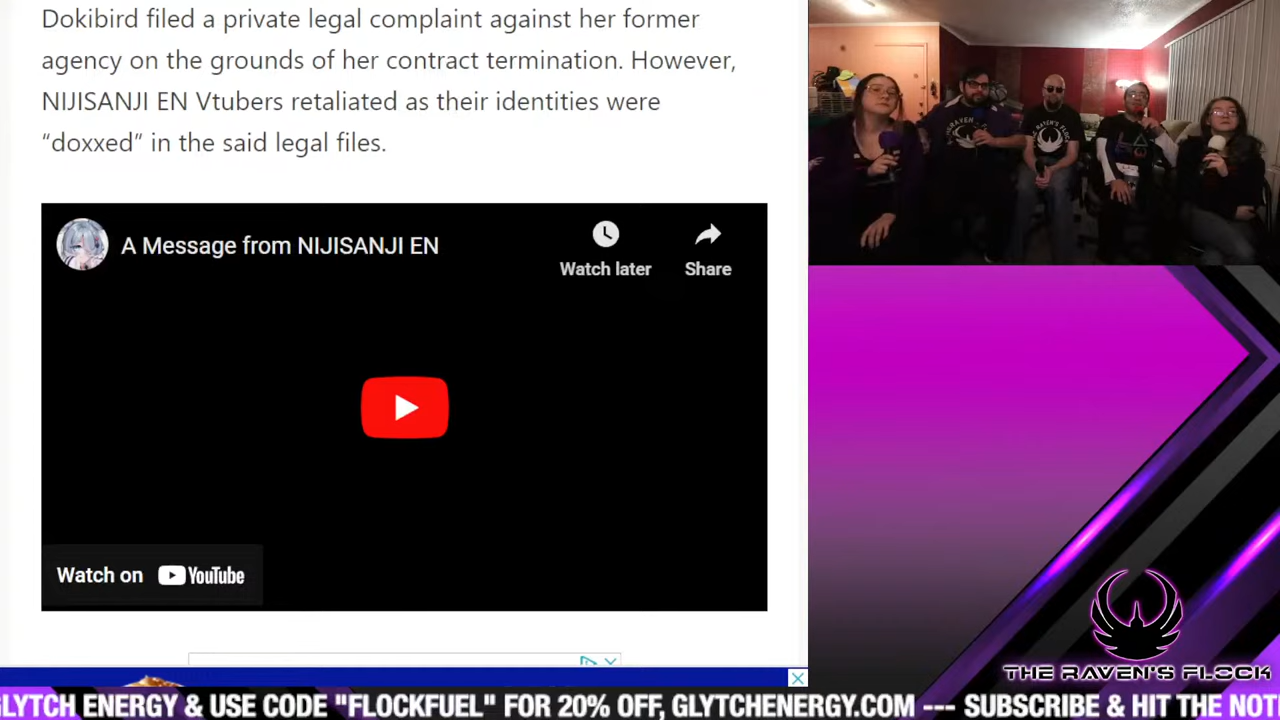 Dokibird filed a private legal complaint against her former
agency on the grounds of her contract termination. However,
NIJISANJI EN Vtubers retaliated as their identities were
“doxxed” in the said legal files.
A Message from NIJISANJI EN
Watch later
Share
Watch on YouTube
THE RAVEN'S FLOCK
GLYTCH ENERGY & USE CODE "FLOCKFUEL" FOR 20% OFF, GLYTCHENERGY.COM --- SUBSCRIBE & HIT THE NOT